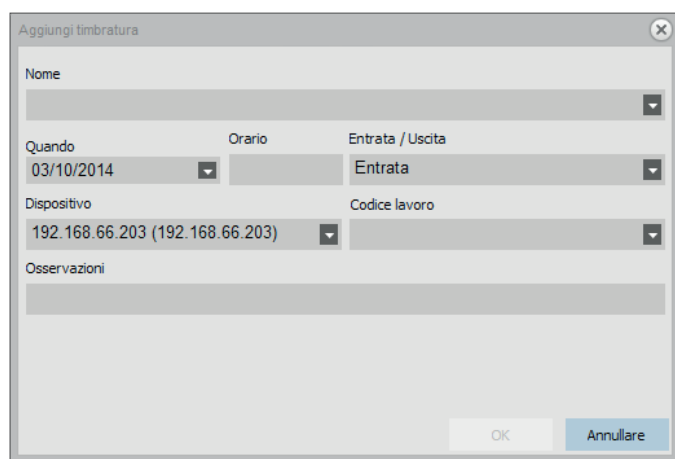 Aggiungi timbratura
Nome
Quando Orario Entrata / Uscita
03/10/2014 Entrata
Dispositivo Codice lavoro
192.168.66.203 (192.168.66.203)
Osservazioni
OK Annullare